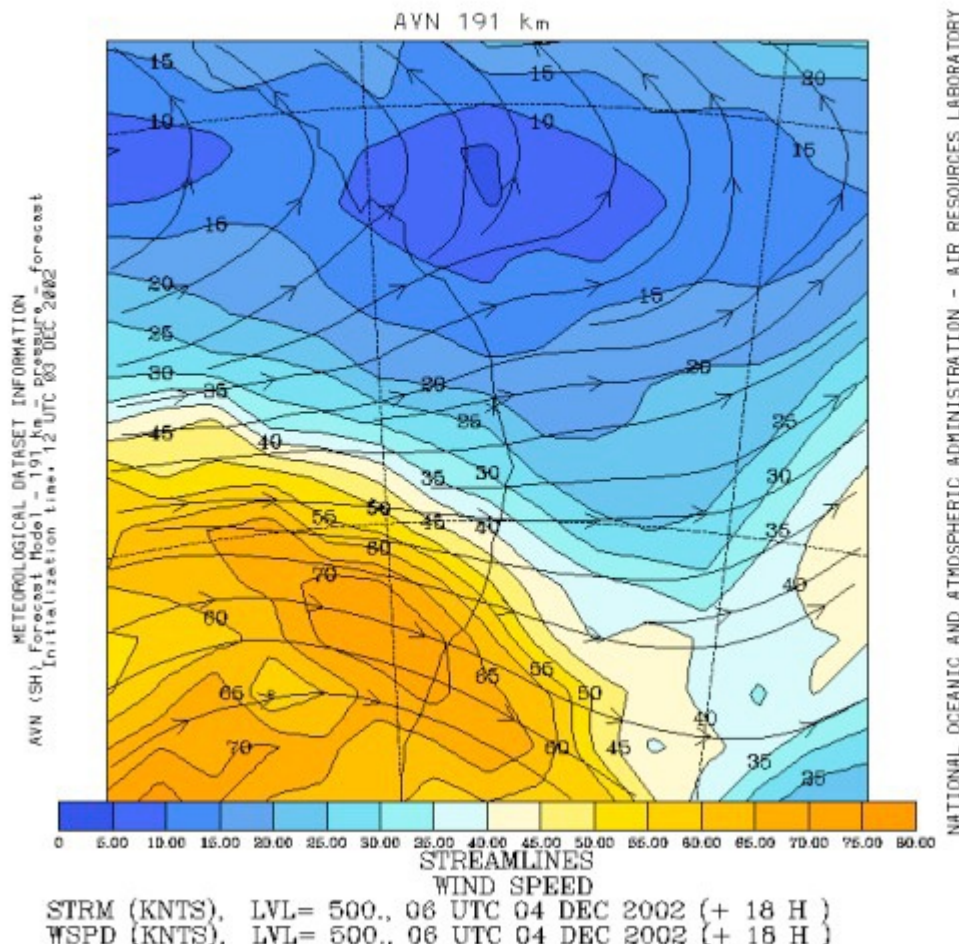 AVN 191 km
METEOROLOGICAL DATASET INFORMATION
AVN (SH) Forecast Model - 191 km - pressure - forecast
Initialization time: 12 UTC 03 DEC 2002
NATIONAL OCEANIC AND ATMOSPHERIC ADMINISTRATION - AIR RESOURCES LABORATORY
15 15 20
10 10 15
15
20 15
25 20 20
30 35 25 25
45 40 35 30 30
50 45 40 35
55
60
70 40
60
65 65 55 50
40
70 60 45 35
25
0 5.00 10.00 15.00 20.00 25.00 30.00 35.00 40.00 45.00 50.00 55.00 60.00 65.00 70.00 75.00 80.00
STREAMLINES
WIND SPEED
STRM (KNTS), LVL= 500., 06 UTC 04 DEC 2002 (+ 18 H )
WSPD (KNTS), LVL= 500., 06 UTC 04 DEC 2002 (+ 18 H )